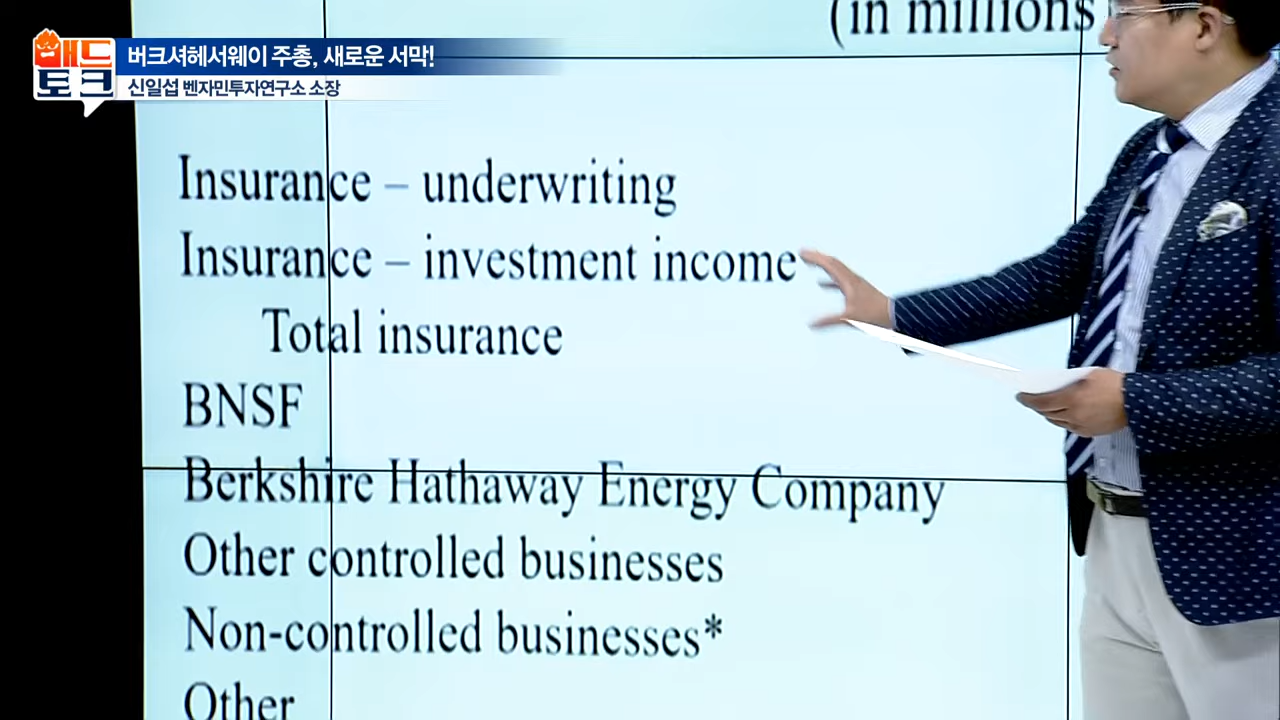 매드
토크
버크셔헤서웨이 주총, 새로운 서막!
신일섭 벤자민투자연구소 소장
(in millions
Insurance – underwriting
Insurance – investment income
Total insurance
BNSF
Berkshire Hathaway Energy Company
Other controlled businesses
Non-controlled businesses*
Other